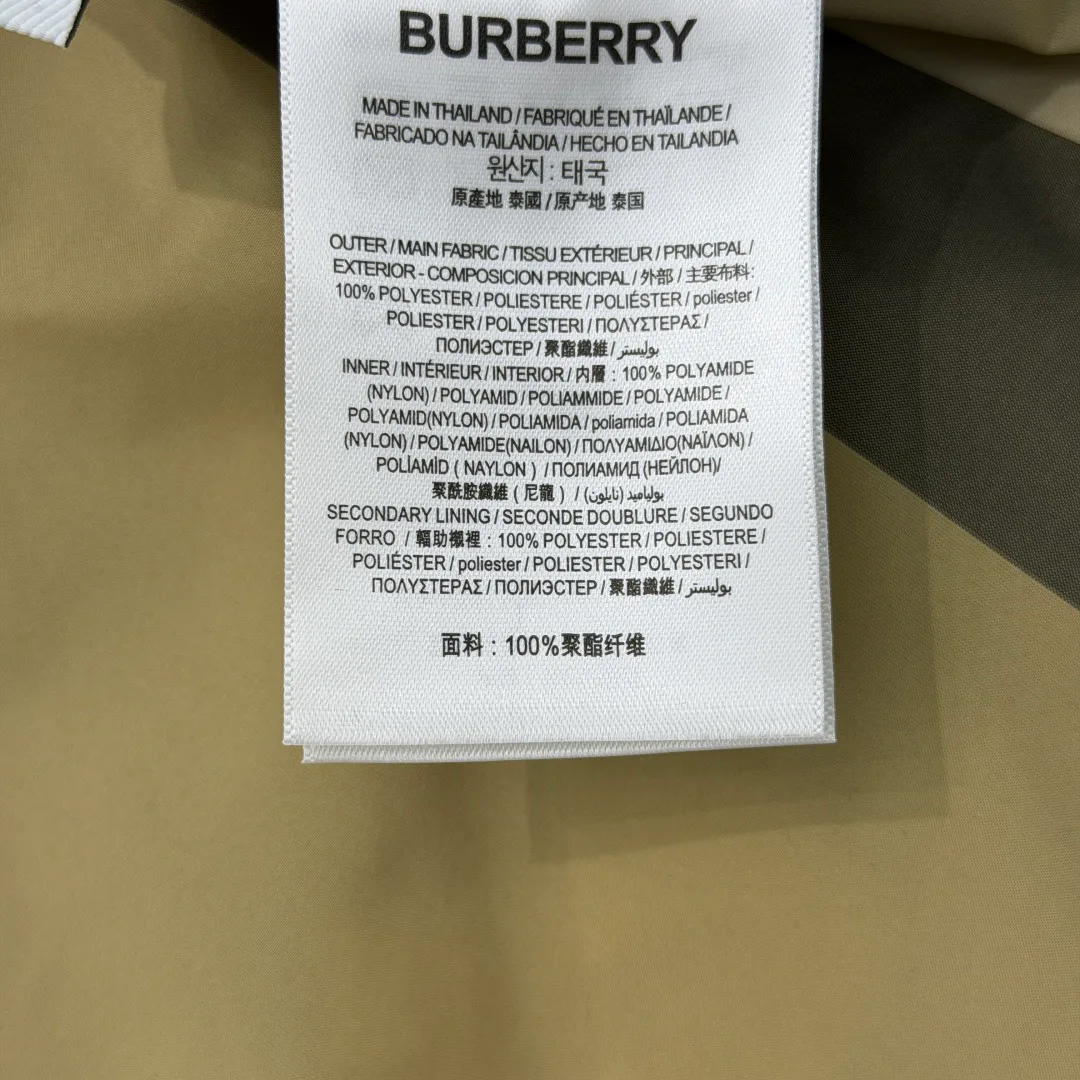 BURBERRY
MADE IN THAILAND / FABRIQUÉ EN THAÏLANDE /
FABRICADO NA TAILÂNDIA / HECHO EN TAILANDIA
원산지 : 태국
原產地 泰國 / 原产地 泰国
OUTER / MAIN FABRIC / TISSU EXTÉRIEUR / PRINCIPAL /
EXTERIOR - COMPOSICION PRINCIPAL / 外部 / 主要布料:
100% POLYESTER / POLIESTERE / POLIÉSTER / poliester /
POLIESTER / POLYESTERI / ΠΟΛΥΣΤΕΡΑΣ /
ПОЛИЭСТЕР / 聚酯纖維 / بوليستر
INNER / INTÉRIEUR / INTERIOR / 内層 : 100% POLYAMIDE
(NYLON) / POLYAMID / POLIAMMIDE / POLYAMIDE /
POLYAMID(NYLON) / POLIAMIDA / poliamida / POLIAMIDA
(NYLON) / POLYAMIDE(NAILON) / ΠΟΛΥΑΜΙΔΙΟ(ΝΑΪΛΟΝ) /
POLİAMİD ( NAYLON ) / ПОЛИАМИД (НЕЙЛОН)/
聚酰胺纖維 ( 尼龍 ) / بولياميد (نايلون)
SECONDARY LINING / SECONDE DOUBLURE / SEGUNDO
FORRO / 輔助襯裡 : 100% POLYESTER / POLIESTERE /
POLIÉSTER / poliester / POLIESTER / POLYESTERI /
ΠΟΛΥΣΤΕΡΑΣ / ПОЛИЭСТЕР / 聚酯纖維 / بوليستر
面料 : 100%聚酯纤维